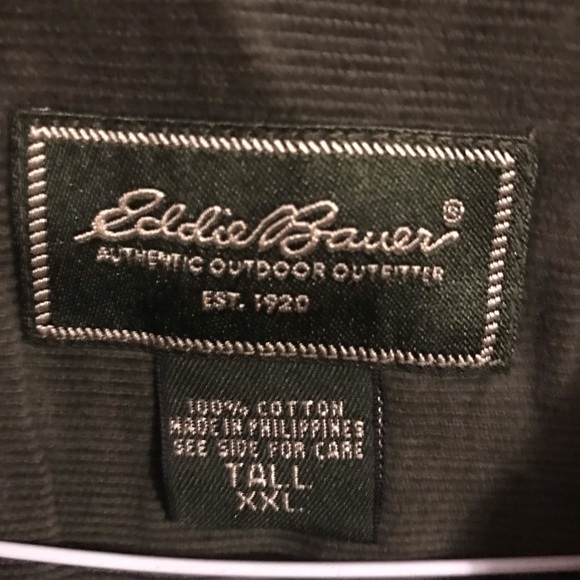 Eddie Bauer®
AUTHENTIC OUTDOOR OUTFITTER
EST. 1920
100% COTTON
MADE IN PHILIPPINES
SEE SIDE FOR CARE
TALL
XXL